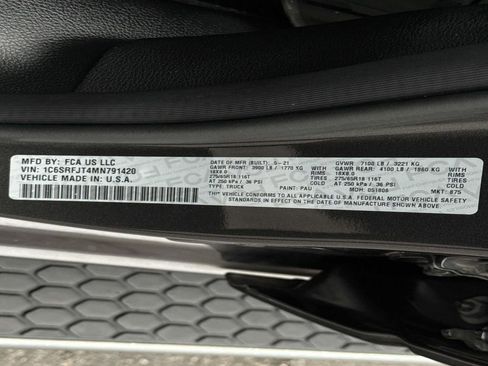 MFD BY: FCA US LLC
VIN: 1C6SRFJT4MN791420
VEHICLE MADE IN: U.S.A.
DATE OF MFR (BUILT): 5-21
GAWR FRONT: 3900 LB / 1770 KG
WITH
18X8.0 RIMS
275/65R18 116T TIRES
AT 250 kPa / 36 PSI
PAINT: PAU
GVWR: 7100 LB / 3221 KG
GAWR REAR: 4100 LB / 1860 KG
WITH
18X8.0 RIMS
275/65R18 116T TIRES
AT 250 kPa / 36 PSI
MDH: 051808 MKT: 875
THIS VEHICLE CONFORMS TO ALL APPLICABLE U.S.A. FEDERAL MOTOR VEHICLE
SAFETY, BUMPER, AND THEFT PREVENTION
STANDARDS IN EFFECT ON THE DATE OF MANUFACTURE SHOWN ABOVE